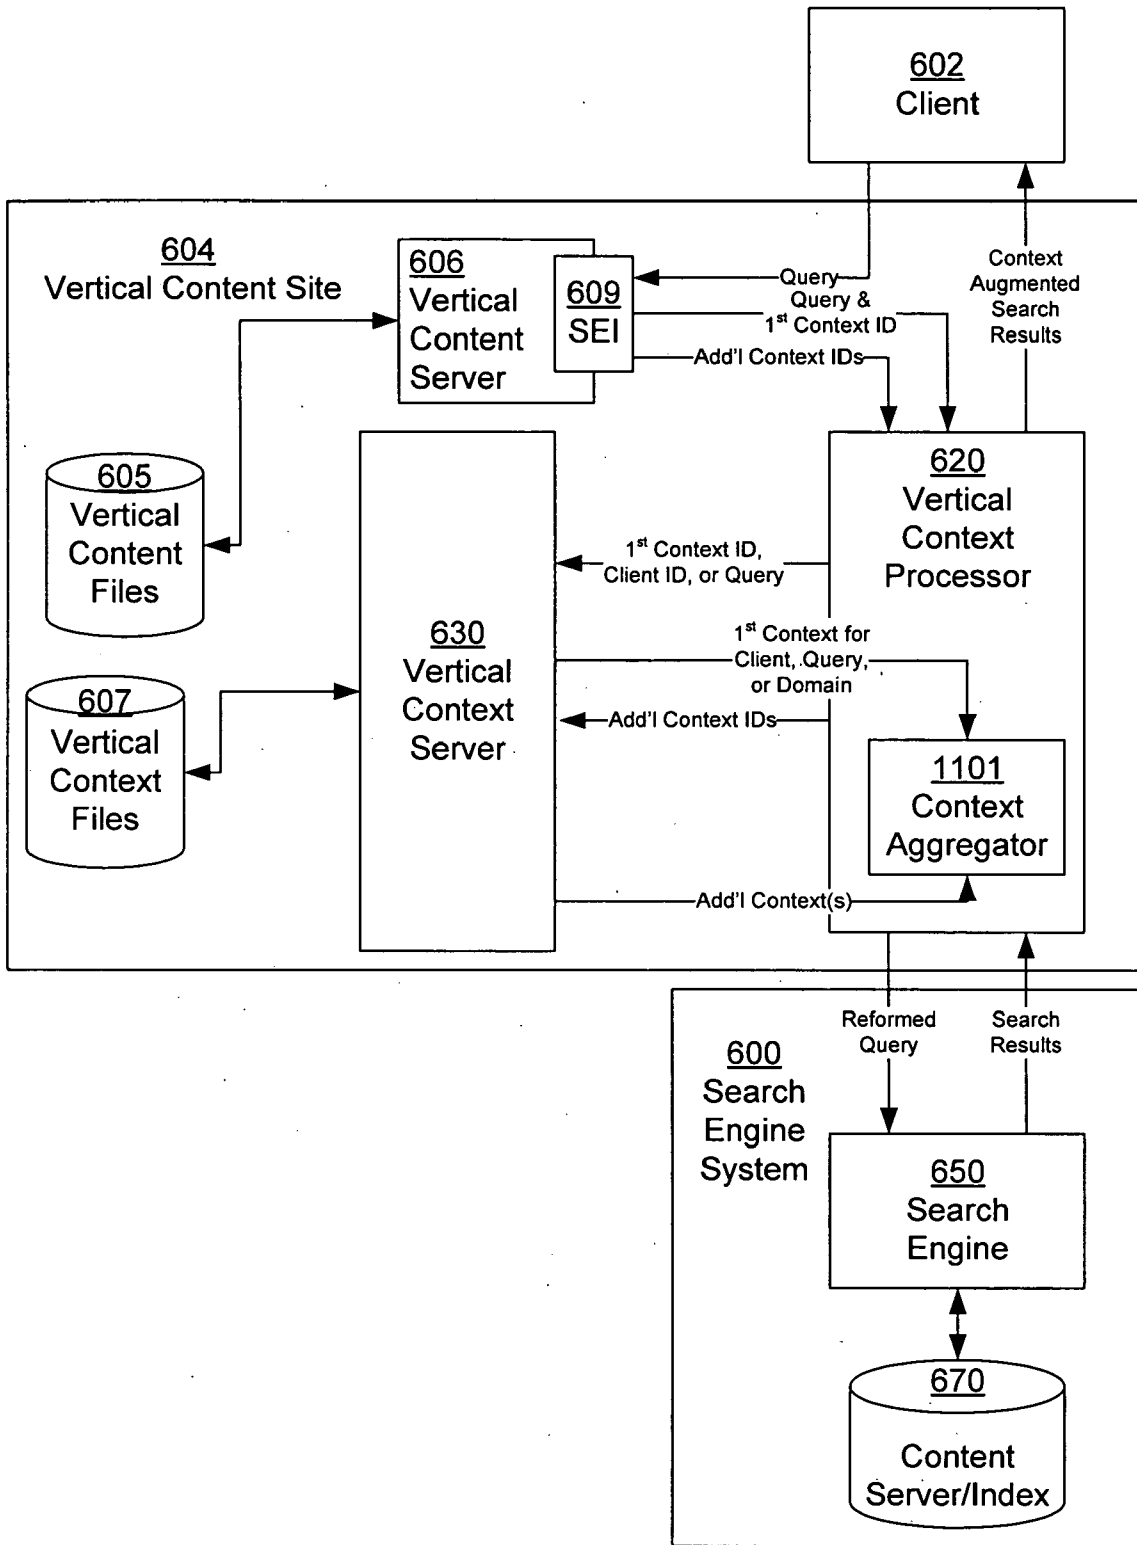 602
Client
604
Vertical Content Site
606
Vertical
Content
Server
609
SEI
Query
Query &
1st Context ID
Add'l Context IDs
Context
Augmented
Search
Results
605
Vertical
Content
Files
620
Vertical
Context
Processor
1st Context ID,
Client ID, or Query
630
Vertical
Context
Server
1st Context for
Client, Query,
or Domain
Add'l Context IDs
607
Vertical
Context
Files
1101
Context
Aggregator
Add'l Context(s)
Reformed
Query
Search
Results
600
Search
Engine
System
650
Search
Engine
670
Content
Server/Index